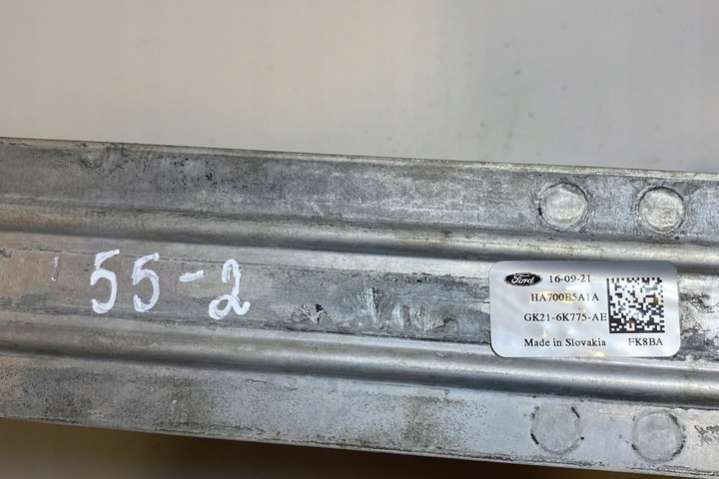 55-2
Ford 16-09-21
HA700B5A1A
GK21-6K775-AE
Made in Slovakia FK8BA